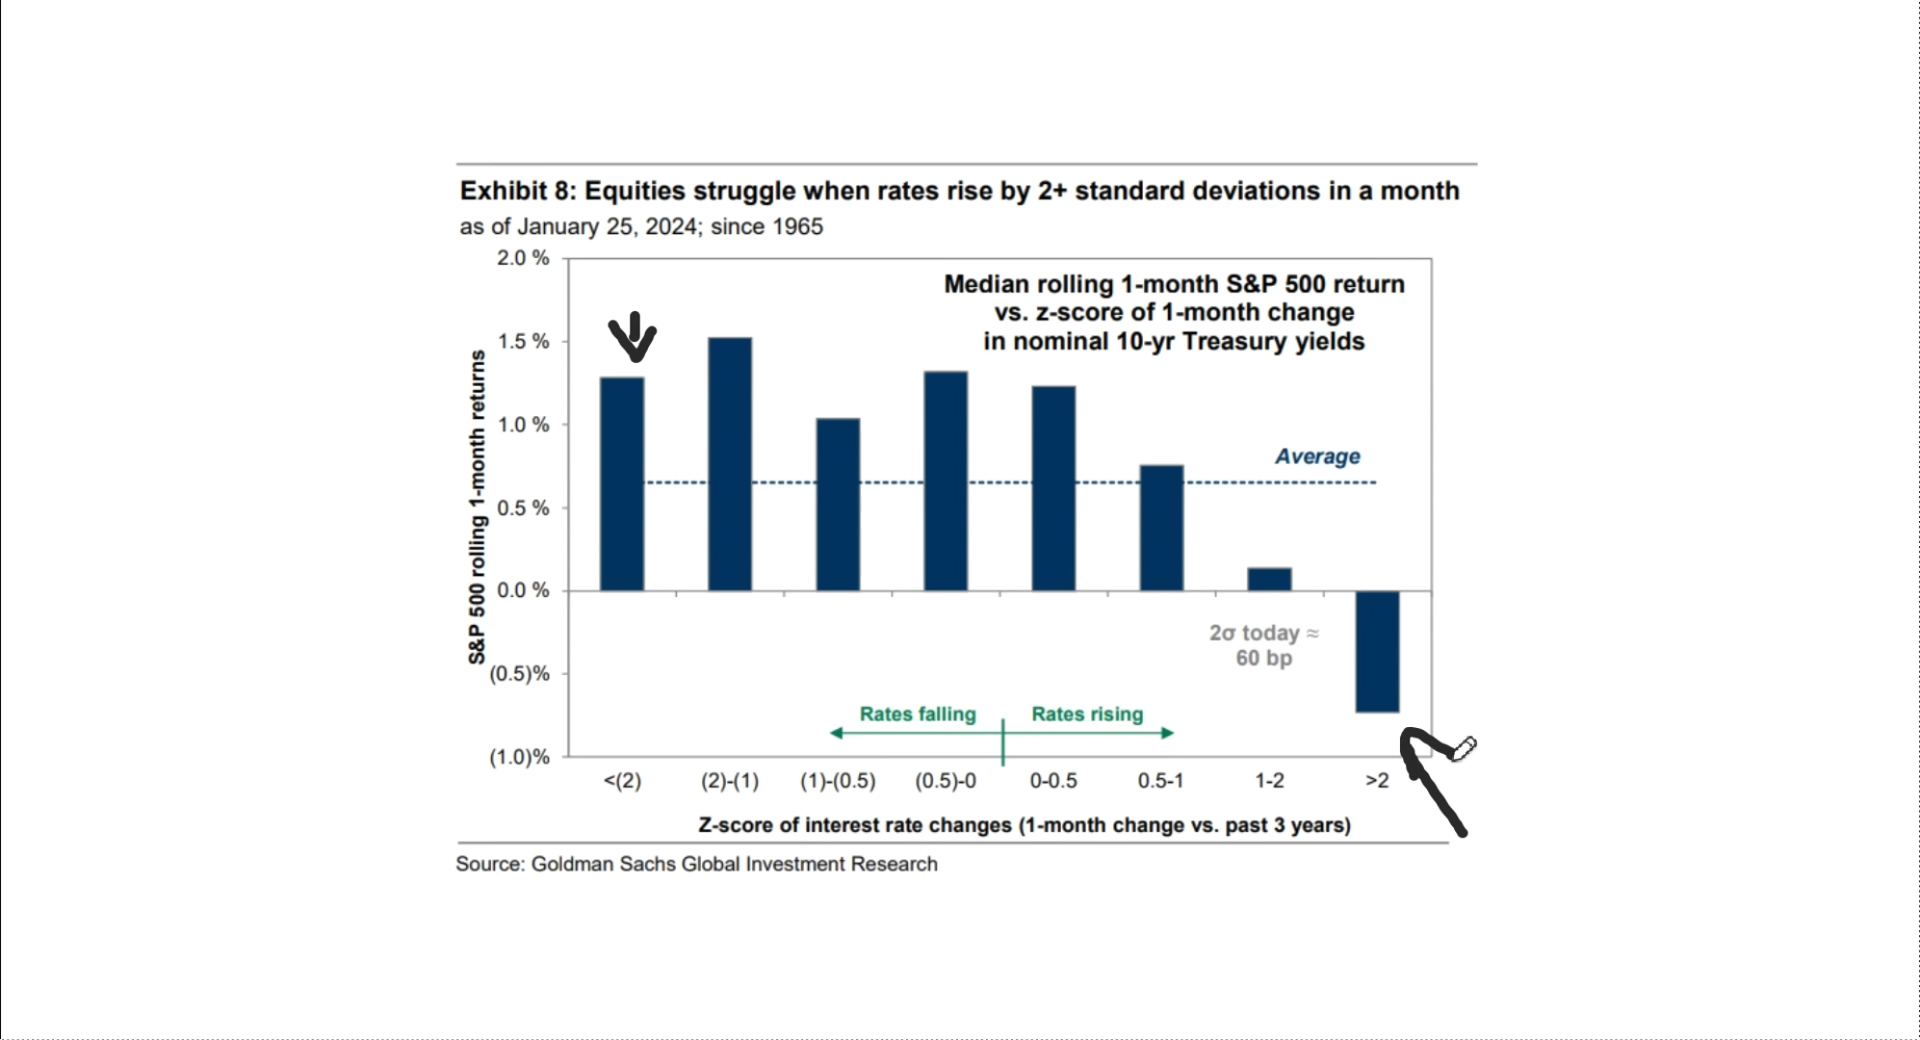 Exhibit 8: Equities struggle when rates rise by 2+ standard deviations in a month
as of January 25, 2024; since 1965
Median rolling 1-month S&P 500 return
vs. z-score of 1-month change
in nominal 10-yr Treasury yields
S&P 500 rolling 1-month returns
2.0 %
1.5 %
1.0 %
0.5 %
0.0 %
(0.5)%
(1.0)%
Average
2σ today ≈
60 bp
Rates falling
Rates rising
<(2)
(2)-(1)
(1)-(0.5)
(0.5)-0
0-0.5
0.5-1
1-2
>2
Z-score of interest rate changes (1-month change vs. past 3 years)
Source: Goldman Sachs Global Investment Research